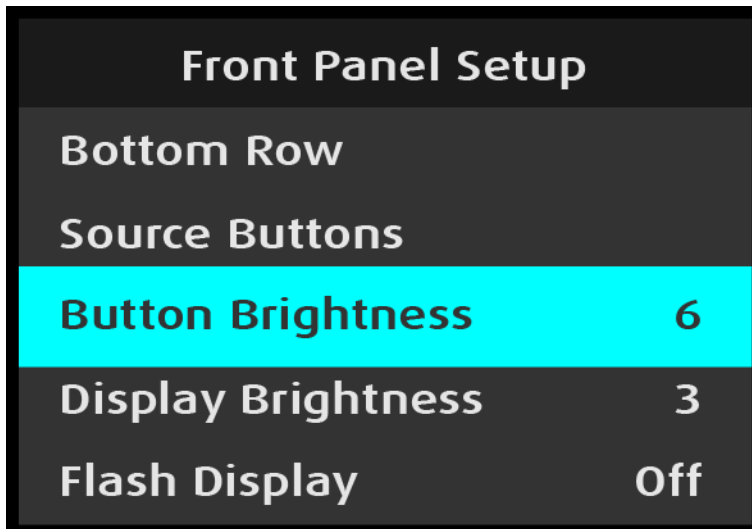 Front Panel Setup
Bottom Row
Source Buttons
Button Brightness 6
Display Brightness 3
Flash Display Off